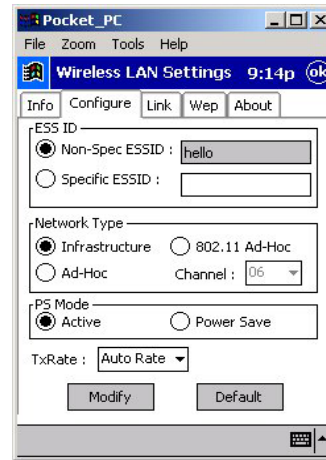 Pocket_PC
File Zoom Tools Help
Wireless LAN Settings 9:14p ok
Info Configure Link Wep About
ESS ID
Non-Spec ESSID : hello
Specific ESSID :
Network Type
Infrastructure 802.11 Ad-Hoc
Ad-Hoc Channel : 06
PS Mode
Active Power Save
TxRate : Auto Rate
Modify Default